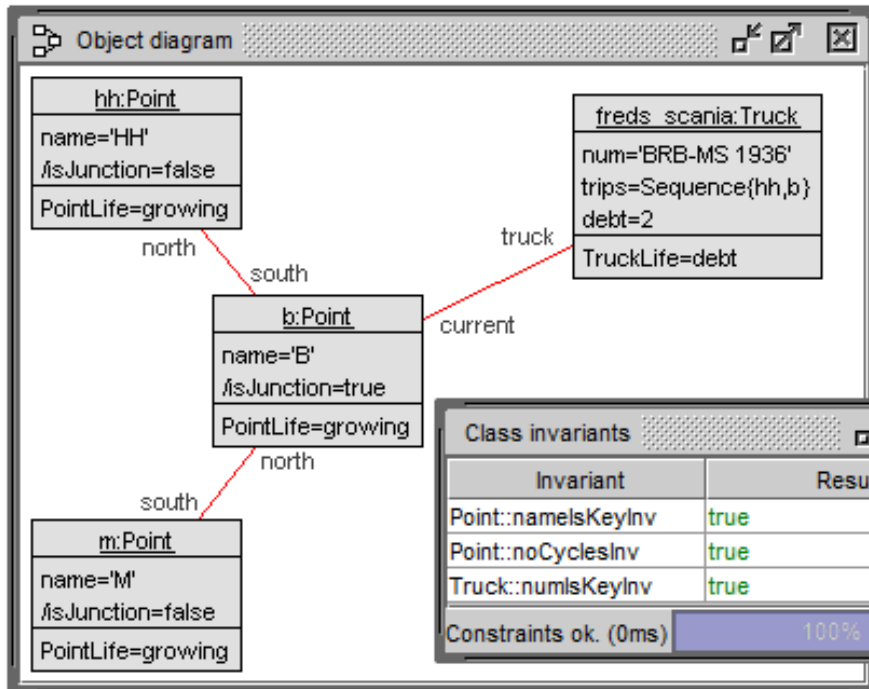 Object diagram
hh:Point
name='HH'
/isJunction=false
PointLife=growing
freds_scania:Truck
num='BRB-MS 1936'
trips=Sequence{hh,b}
debt=2
TruckLife=debt
truck
north
south
b:Point
name='B'
/isJunction=true
PointLife=growing
current
north
south
m:Point
name='M'
/isJunction=false
PointLife=growing
Class invariants
Invariant Resu
Point::nameIsKeyInv true
Point::noCyclesInv true
Truck::numIsKeyInv true
Constraints ok. (0ms) 100%